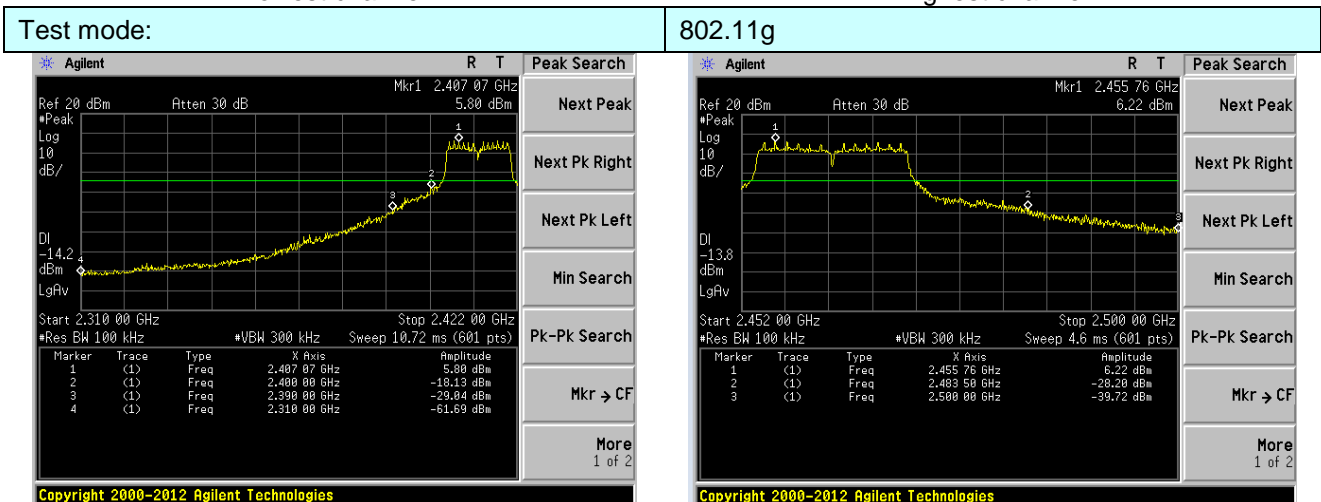 Test mode:
802.11g
Agilent
R T
Peak Search
Mkr1 2.407 07 GHz
Ref 20 dBm
Atten 30 dB
5.80 dBm
#Peak
Log
10
dB/
1
2
3
4
DI
-14.2
dBm
LgAv
Start 2.310 00 GHz
Stop 2.422 00 GHz
#Res BW 100 kHz
#VBW 300 kHz
Sweep 10.72 ms (601 pts)
Marker Trace Type X Axis Amplitude
1 (1) Freq 2.407 07 GHz 5.80 dBm
2 (1) Freq 2.400 00 GHz -18.13 dBm
3 (1) Freq 2.390 00 GHz -29.04 dBm
4 (1) Freq 2.310 00 GHz -61.69 dBm
Next Peak
Next Pk Right
Next Pk Left
Min Search
Pk-Pk Search
Mkr → CF
More
1 of 2
Copyright 2000-2012 Agilent Technologies
Agilent
R T
Peak Search
Mkr1 2.455 76 GHz
Ref 20 dBm
Atten 30 dB
6.22 dBm
#Peak
Log
10
dB/
1
2
3
DI
-13.8
dBm
LgAv
Start 2.452 00 GHz
Stop 2.500 00 GHz
#Res BW 100 kHz
#VBW 300 kHz
Sweep 4.6 ms (601 pts)
Marker Trace Type X Axis Amplitude
1 (1) Freq 2.455 76 GHz 6.22 dBm
2 (1) Freq 2.483 50 GHz -28.20 dBm
3 (1) Freq 2.500 00 GHz -39.72 dBm
Next Peak
Next Pk Right
Next Pk Left
Min Search
Pk-Pk Search
Mkr → CF
More
1 of 2
Copyright 2000-2012 Agilent Technologies